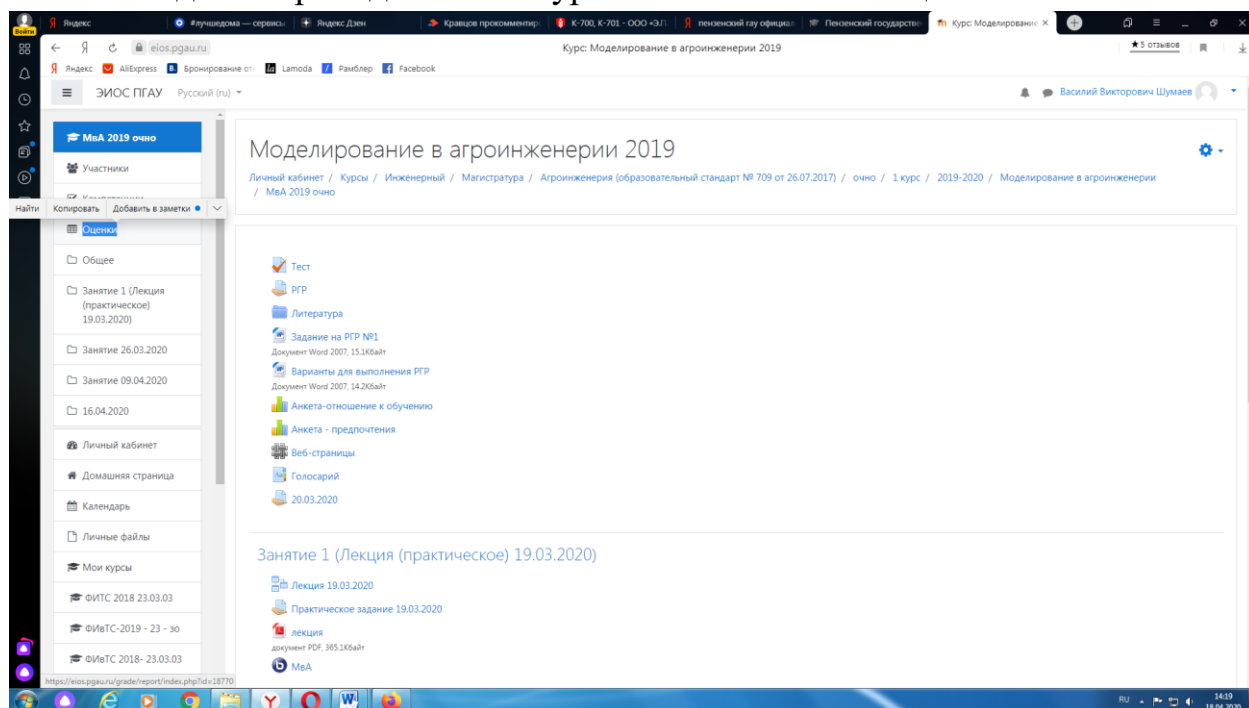 Войти
Яндекс
#лучшедома — сервисы
Яндекс Дзен
Кравцов прокомментиро
К-700, К-701 - ООО «Э.Г
пензенский гау официал
Пензенский государстве
Курс: Моделирование
eios.pgau.ru
Курс: Моделирование в агроинженерии 2019
★5 отзывов
Яндекс
AliExpress
Бронирование от
Lamoda
Рамблер
Facebook
ЭИОС ПГАУ Русский (ru)
Василий Викторович Шумаев
МвА 2019 очно
Участники
Найти Копировать Добавить в заметки
Оценки
Общее
Занятие 1 (Лекция
(практическое)
19.03.2020)
Занятие 26.03.2020
Занятие 09.04.2020
16.04.2020
Личный кабинет
Домашняя страница
Календарь
Личные файлы
Мои курсы
ФИТС 2018 23.03.03
ФИвТС-2019 - 23 - зо
ФИвТС 2018- 23.03.03
https://eios.pgau.ru/grade/report/index.php?id=18770
Моделирование в агроинженерии 2019
Личный кабинет / Курсы / Инженерный / Магистратура / Агроинженерия (образовательный стандарт № 709 от 26.07.2017) / очно / 1 курс / 2019-2020 / Моделирование в агроинженерии
/ МвА 2019 очно
Тест
РГР
Литература
Задание на РГР №1
Документ Word 2007, 15.1Кбайт
Варианты для выполнения РГР
Документ Word 2007, 14.2Кбайт
Анкета-отношение к обучению
Анкета - предпочтения
Веб-страницы
Голосарий
20.03.2020
Занятие 1 (Лекция (практическое) 19.03.2020)
Лекция 19.03.2020
Практическое задание 19.03.2020
лекция
документ PDF, 365.1Кбайт
МвА
RU
14:19
18.04.2020